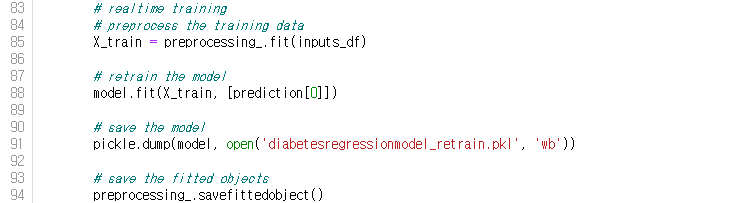 83 # realtime training
84 # preprocess the training data
85 X_train = preprocessing_.fit(inputs_df)
86
87 # retrain the model
88 model.fit(X_train, [prediction[0]])
89
90 # save the model
91 pickle.dump(model, open('diabetesregressionmodel_retrain.pkl', 'wb'))
92
93 # save the fitted objects
94 preprocessing_.savefittedobject()